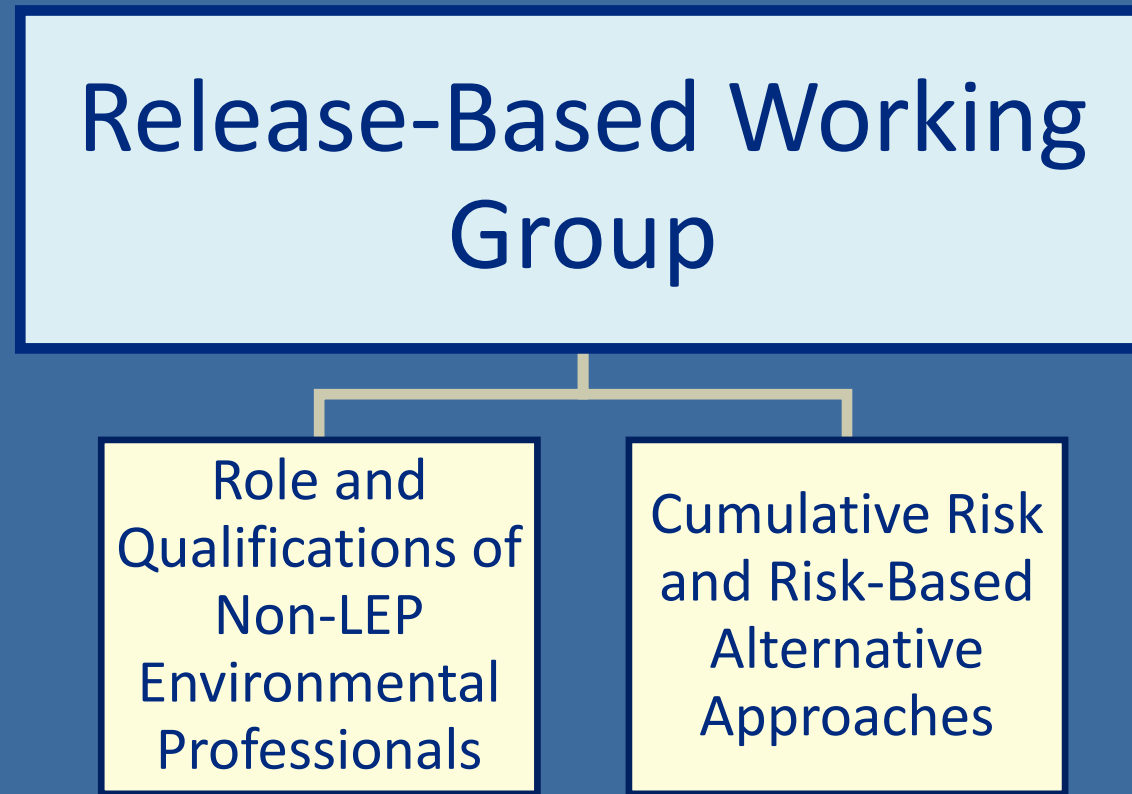 Release-Based Working
Group
Role and
Qualifications of
Non-LEP
Environmental
Professionals
Cumulative Risk
and Risk-Based
Alternative
Approaches